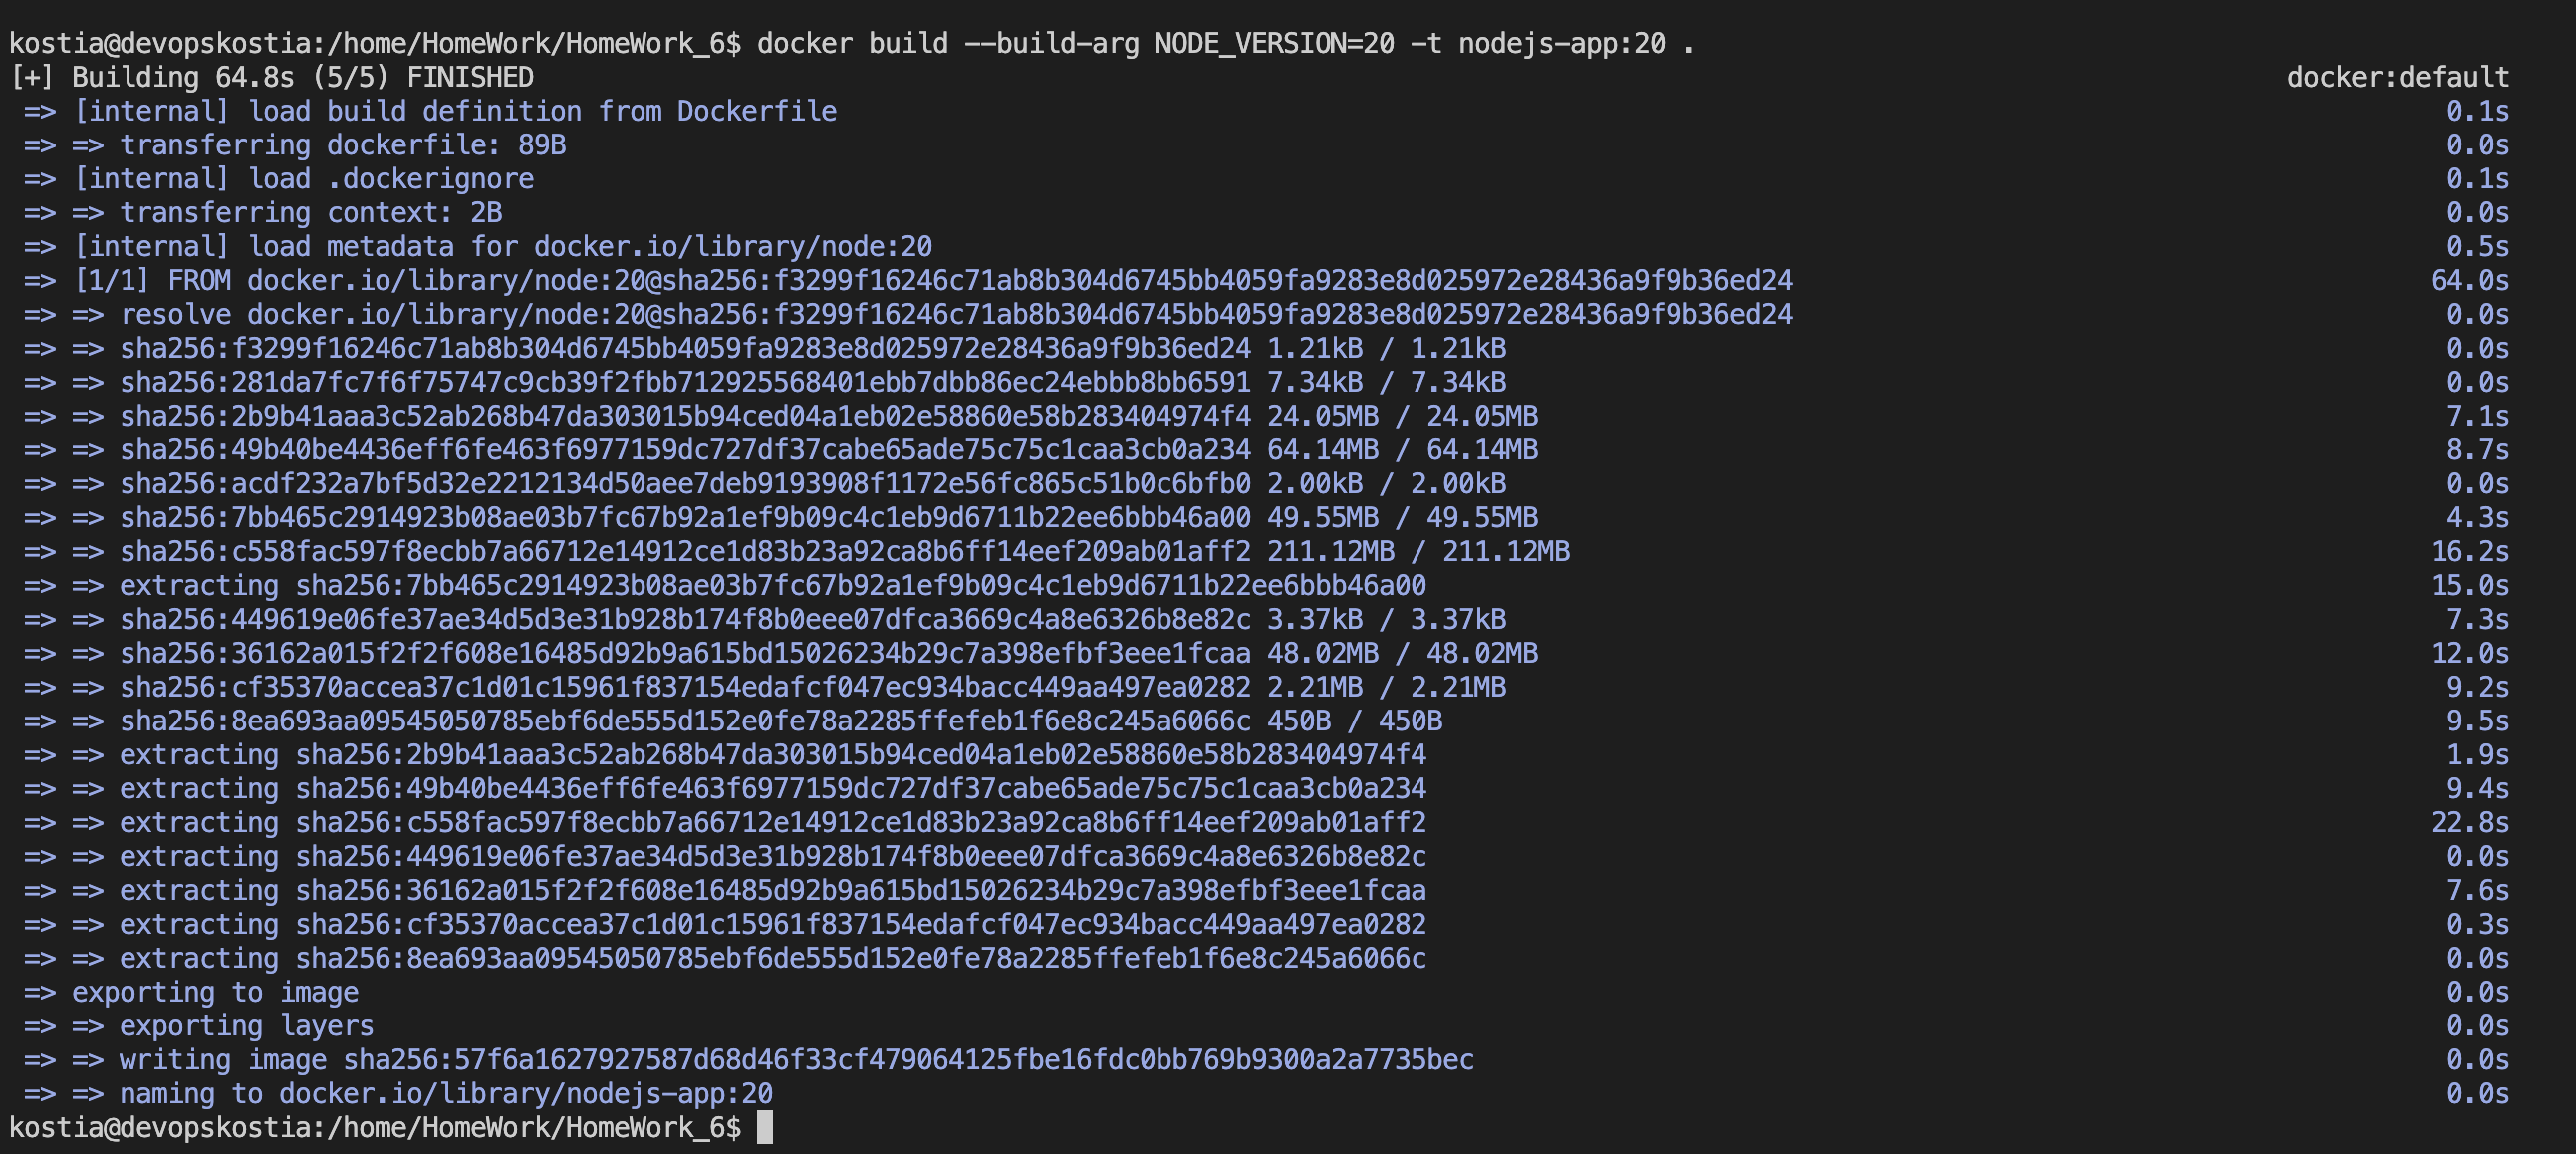 kostia@devopskostia:/home/HomeWork/HomeWork_6$ docker build --build-arg NODE_VERSION=20 -t nodejs-app:20 .
[+] Building 64.8s (5/5) FINISHED docker:default
=> [internal] load build definition from Dockerfile 0.1s
=> => transferring dockerfile: 89B 0.0s
=> [internal] load .dockerignore 0.1s
=> => transferring context: 2B 0.0s
=> [internal] load metadata for docker.io/library/node:20 0.5s
=> [1/1] FROM docker.io/library/node:20@sha256:f3299f16246c71ab8b304d6745bb4059fa9283e8d025972e28436a9f9b36ed24 64.0s
=> => resolve docker.io/library/node:20@sha256:f3299f16246c71ab8b304d6745bb4059fa9283e8d025972e28436a9f9b36ed24 0.0s
=> => sha256:f3299f16246c71ab8b304d6745bb4059fa9283e8d025972e28436a9f9b36ed24 1.21kB / 1.21kB 0.0s
=> => sha256:281da7fc7f6f75747c9cb39f2fbb712925568401ebb7dbb86ec24ebbb8bb6591 7.34kB / 7.34kB 0.0s
=> => sha256:2b9b41aaa3c52ab268b47da303015b94ced04a1eb02e58860e58b283404974f4 24.05MB / 24.05MB 7.1s
=> => sha256:49b40be4436eff6fe463f6977159dc727df37cabe65ade75c75c1caa3cb0a234 64.14MB / 64.14MB 8.7s
=> => sha256:acdf232a7bf5d32e2212134d50aee7deb9193908f1172e56fc865c51b0c6bfb0 2.00kB / 2.00kB 0.0s
=> => sha256:7bb465c2914923b08ae03b7fc67b92a1ef9b09c4c1eb9d6711b22ee6bbb46a00 49.55MB / 49.55MB 4.3s
=> => sha256:c558fac597f8ecbb7a66712e14912ce1d83b23a92ca8b6ff14eef209ab01aff2 211.12MB / 211.12MB 16.2s
=> => extracting sha256:7bb465c2914923b08ae03b7fc67b92a1ef9b09c4c1eb9d6711b22ee6bbb46a00 15.0s
=> => sha256:449619e06fe37ae34d5d3e31b928b174f8b0eee07dfca3669c4a8e6326b8e82c 3.37kB / 3.37kB 7.3s
=> => sha256:36162a015f2f2f608e16485d92b9a615bd15026234b29c7a398efbf3eee1fcaa 48.02MB / 48.02MB 12.0s
=> => sha256:cf35370accea37c1d01c15961f837154edafcf047ec934bacc449aa497ea0282 2.21MB / 2.21MB 9.2s
=> => sha256:8ea693aa09545050785ebf6de555d152e0fe78a2285ffefeb1f6e8c245a6066c 450B / 450B 9.5s
=> => extracting sha256:2b9b41aaa3c52ab268b47da303015b94ced04a1eb02e58860e58b283404974f4 1.9s
=> => extracting sha256:49b40be4436eff6fe463f6977159dc727df37cabe65ade75c75c1caa3cb0a234 9.4s
=> => extracting sha256:c558fac597f8ecbb7a66712e14912ce1d83b23a92ca8b6ff14eef209ab01aff2 22.8s
=> => extracting sha256:449619e06fe37ae34d5d3e31b928b174f8b0eee07dfca3669c4a8e6326b8e82c 0.0s
=> => extracting sha256:36162a015f2f2f608e16485d92b9a615bd15026234b29c7a398efbf3eee1fcaa 7.6s
=> => extracting sha256:cf35370accea37c1d01c15961f837154edafcf047ec934bacc449aa497ea0282 0.3s
=> => extracting sha256:8ea693aa09545050785ebf6de555d152e0fe78a2285ffefeb1f6e8c245a6066c 0.0s
=> exporting to image 0.0s
=> => exporting layers 0.0s
=> => writing image sha256:57f6a1627927587d68d46f33cf479064125fbe16fdc0bb769b9300a2a7735bec 0.0s
=> => naming to docker.io/library/nodejs-app:20 0.0s
kostia@devopskostia:/home/HomeWork/HomeWork_6$